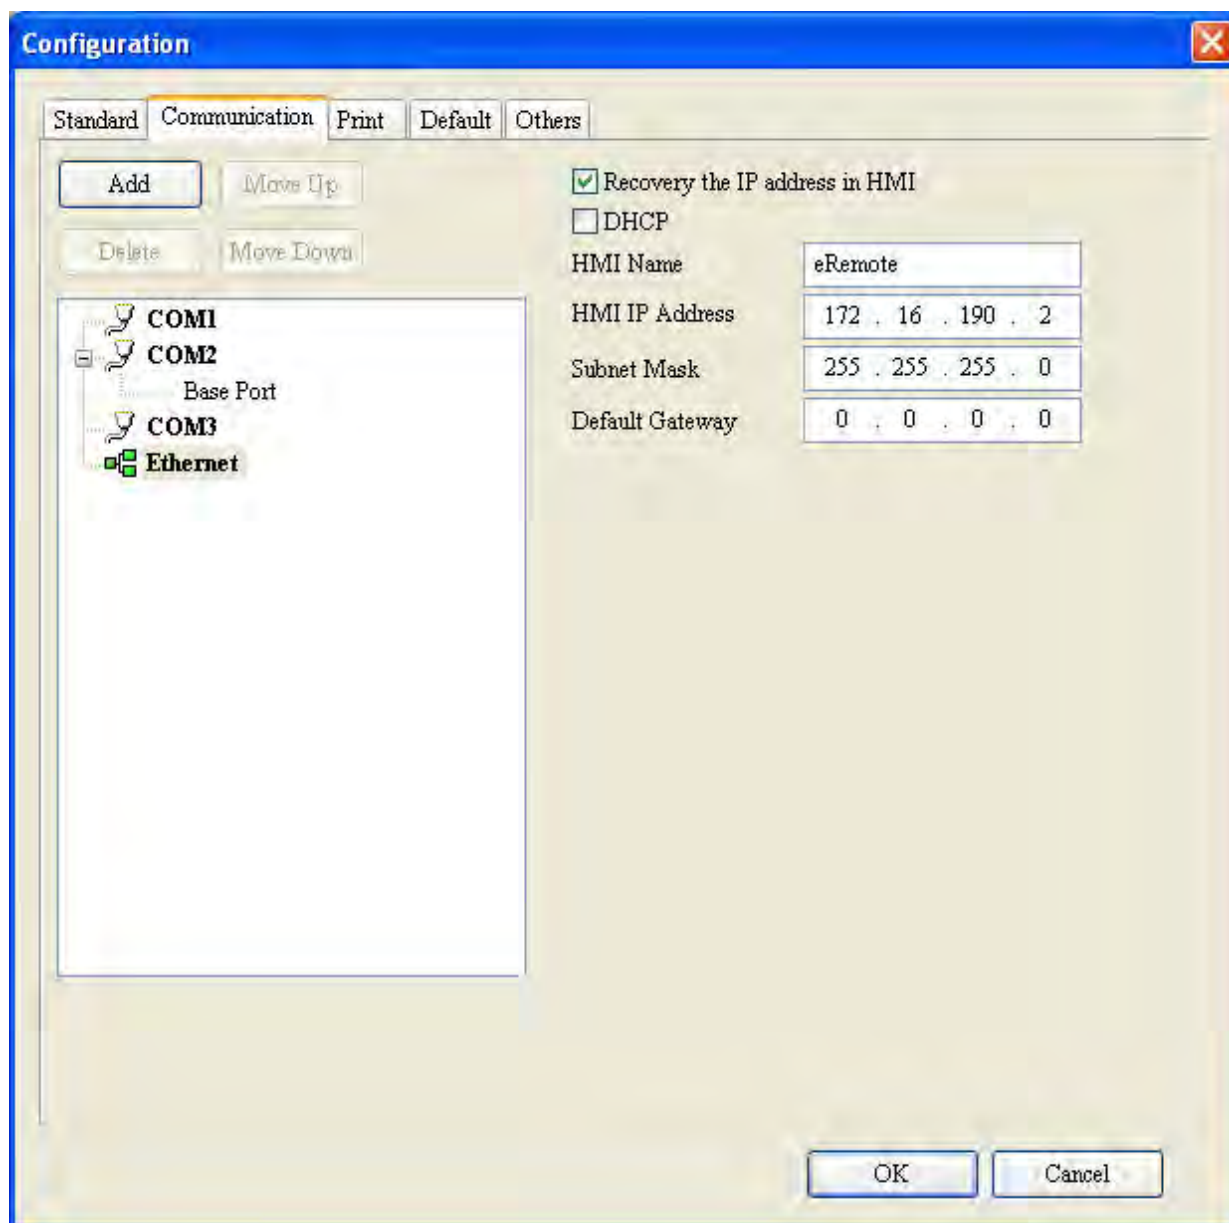 Configuration
Standard Communication Print Default Others
Add Move Up
Delete Move Down
COM1
COM2
Base Port
COM3
Ethernet
Recovery the IP address in HMI
DHCP
HMI Name eRemote
HMI IP Address 172 . 16 . 190 . 2
Subnet Mask 255 . 255 . 255 . 0
Default Gateway 0 . 0 . 0 . 0
OK Cancel